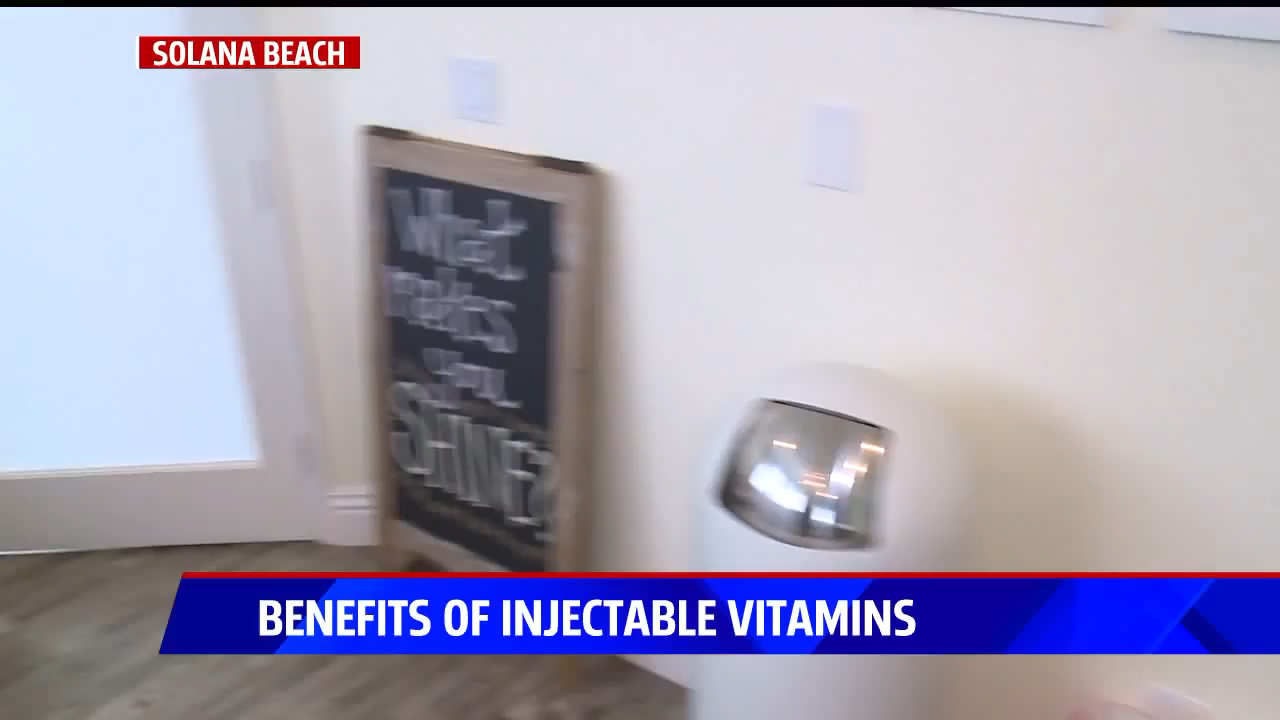 SOLANA BEACH
What
makes
you
SHINE?
BENEFITS OF INJECTABLE VITAMINS